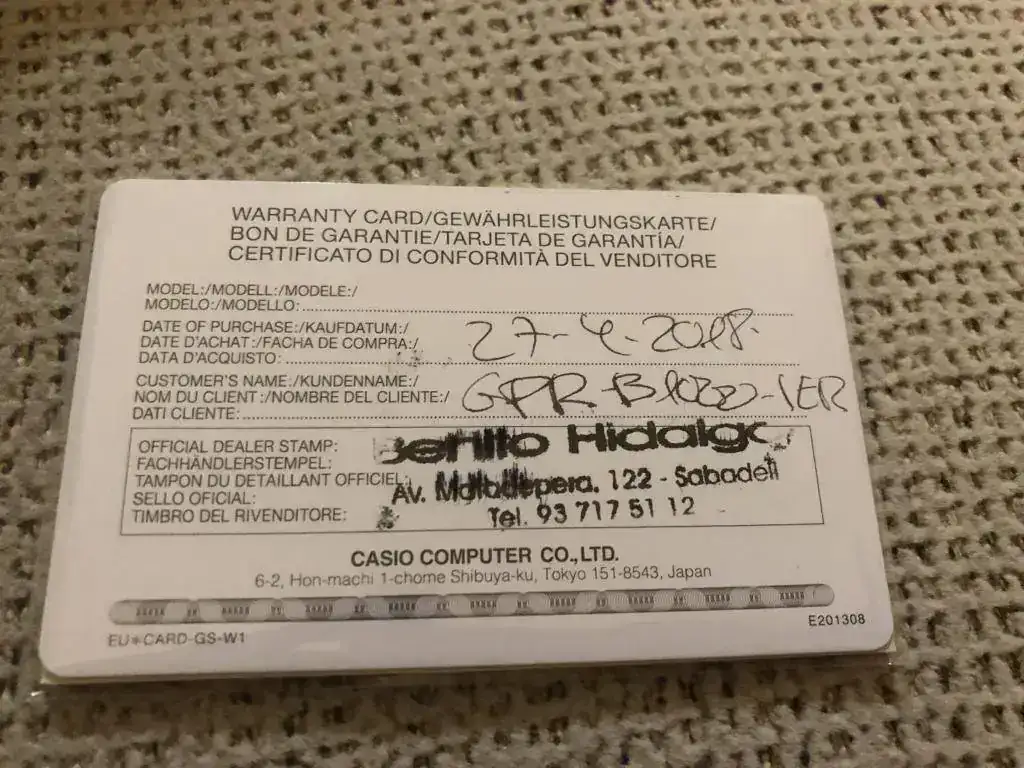 WARRANTY CARD/GEWÄHRLEISTUNGSKARTE/
BON DE GARANTIE/TARJETA DE GARANTÍA/
CERTIFICATO DI CONFORMITÀ DEL VENDITORE
MODEL:/MODELL:/MODELE:/
MODELO:/MODELLO:
DATE OF PURCHASE:/KAUFDATUM:/
DATE D'ACHAT:/FACHA DE COMPRA:/
DATA D'ACQUISTO:
27-4-2018.
CUSTOMER'S NAME:/KUNDENNAME:/
NOM DU CLIENT:/NOMBRE DEL CLIENTE:/
DATI CLIENTE:
GPR-B1000-1ER
OFFICIAL DEALER STAMP:
FACHHÄNDLERSTEMPEL:
TAMPON DU DETAILLANT OFFICIEL:
SELLO OFICIAL:
TIMBRO DEL RIVENDITORE:
Hidalgo
AV. Matadepera, 122 - Sabadell
Tel. 93 717 51 12
CASIO COMPUTER CO.,LTD.
6-2, Hon-machi 1-chome Shibuya-ku, Tokyo 151-8543, Japan
EU*CARD-GS-W1
E201308